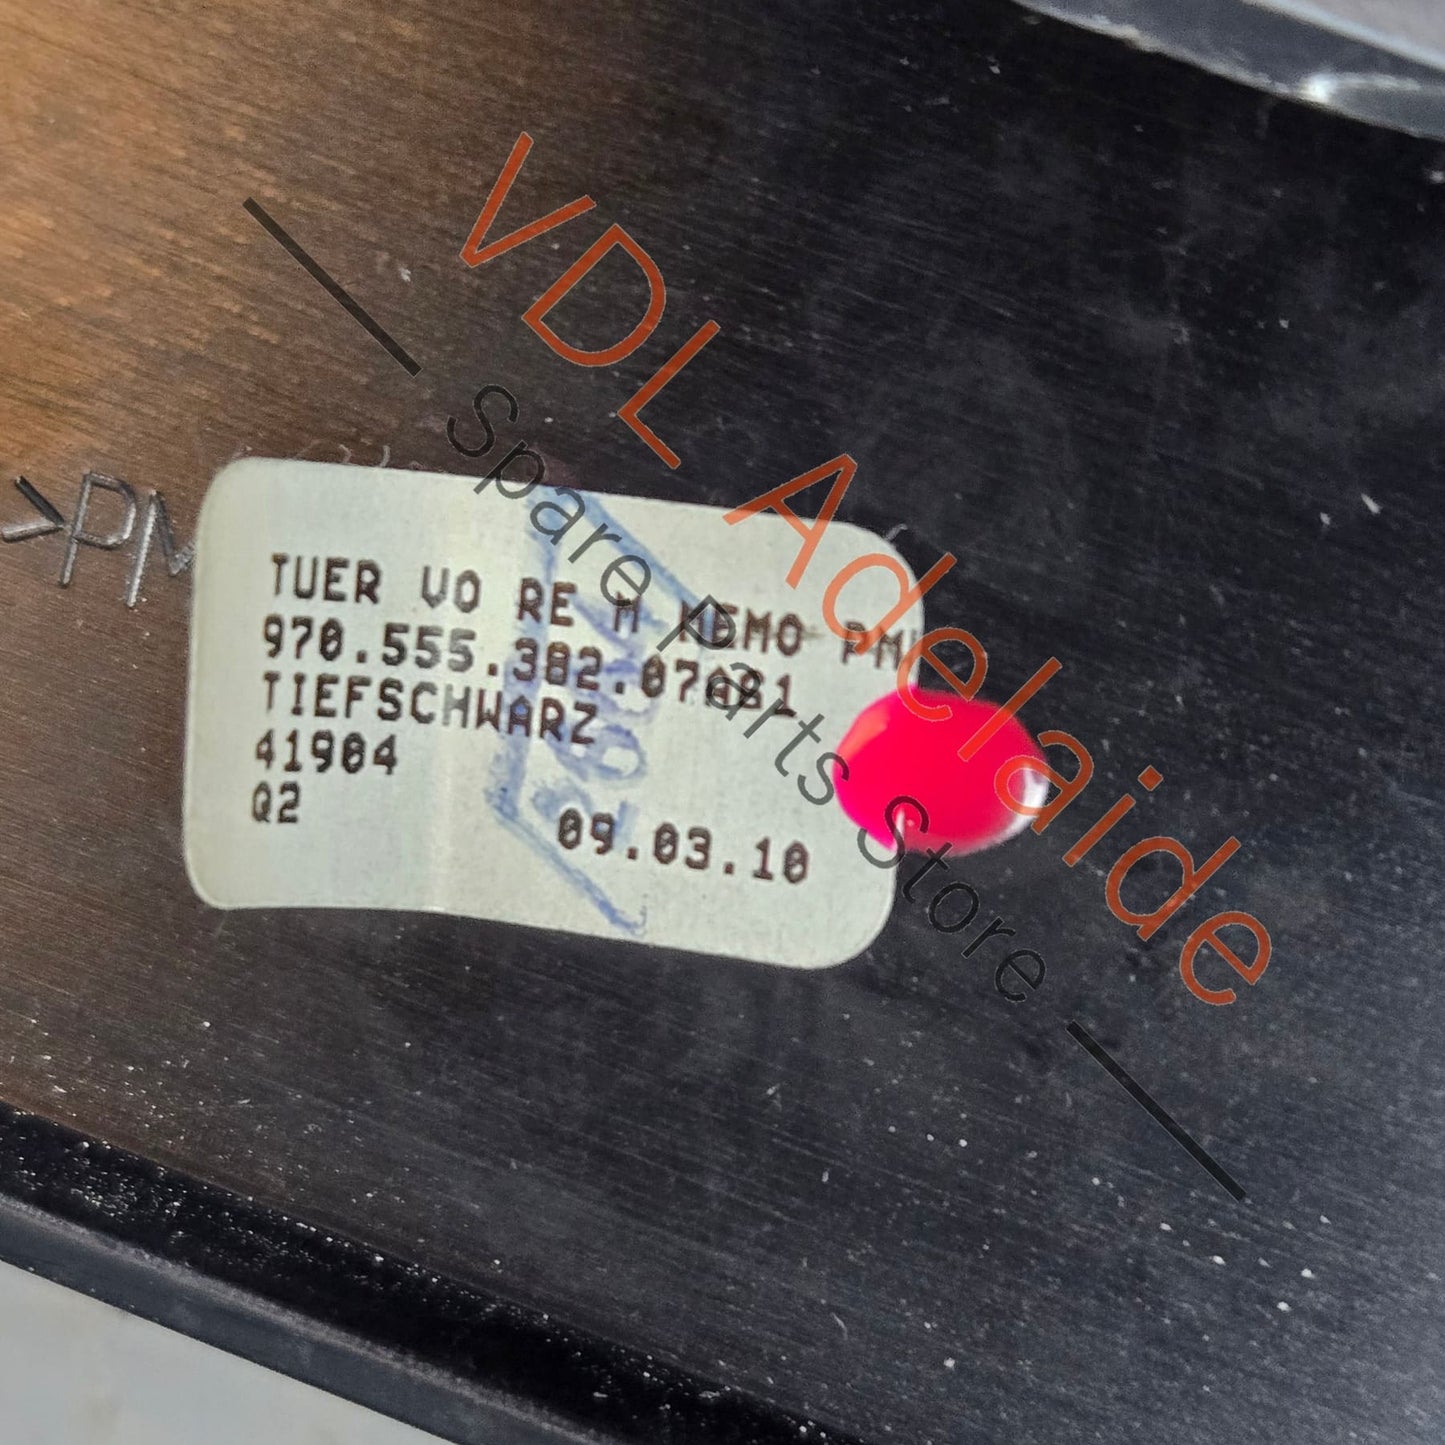 VDL Adelaide
Spare Parts Store
>PM
TUER VO RE M MEMO PM
970.555.382.07AB1
TIEFSCHWARZ
41904
Q2
09.03.10